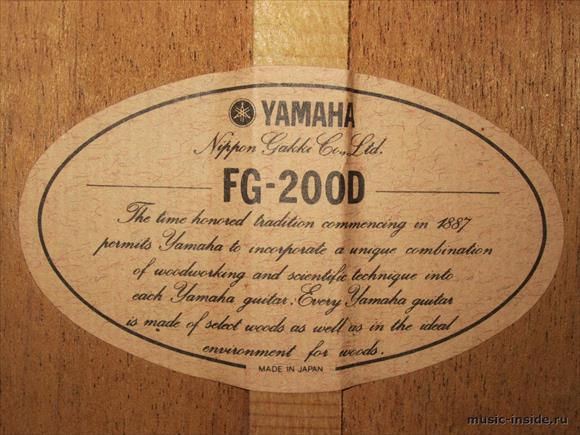 YAMAHA
Nippon Gakki Co., Ltd.
FG-200D
The time honored tradition commencing in 1887
permits Yamaha to incorporate a unique combination
of woodworking and scientific technique into
each Yamaha guitar. Every Yamaha guitar
is made of select woods as well as in the ideal
environment for woods.
MADE IN JAPAN
music-inside.ru